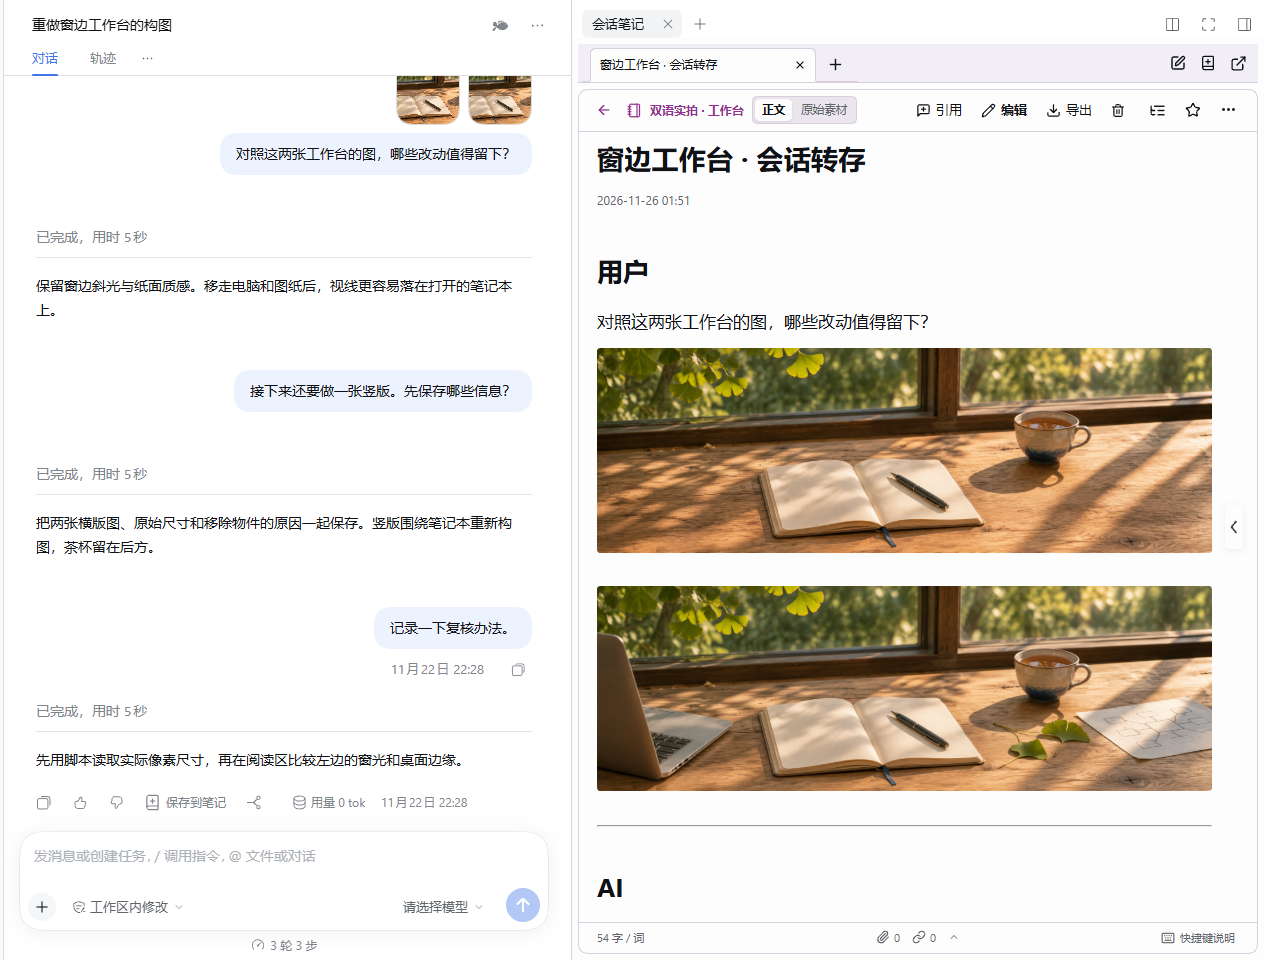 重做窗边工作台的构图
对话
轨迹
对照这两张工作台的图，哪些改动值得留下？
已完成，用时 5 秒
保留窗边斜光与纸面质感。移走电脑和图纸后，视线更容易落在打开的笔记本
上。
接下来还要做一张竖版。先保存哪些信息？
已完成，用时 5 秒
把两张横版图、原始尺寸和移除物件的原因一起保存。竖版围绕笔记本重新构
图，茶杯留在后方。
记录一下复核办法。
11月22日 22:28
已完成，用时 5 秒
先用脚本读取实际像素尺寸，再在阅读区比较左边的窗光和桌面边缘。
保存到笔记
用量 0 tok
11月22日 22:28
发消息或创建任务，/ 调用指令，@ 文件或对话
工作区内修改
请选择模型
3 轮 3 步
会话笔记
窗边工作台 · 会话转存
双语实拍 · 工作台
正文
原始素材
引用
编辑
导出
窗边工作台 · 会话转存
2026-11-26 01:51
用户
对照这两张工作台的图，哪些改动值得留下？
AI
54 字 / 词
0
0
快捷键说明